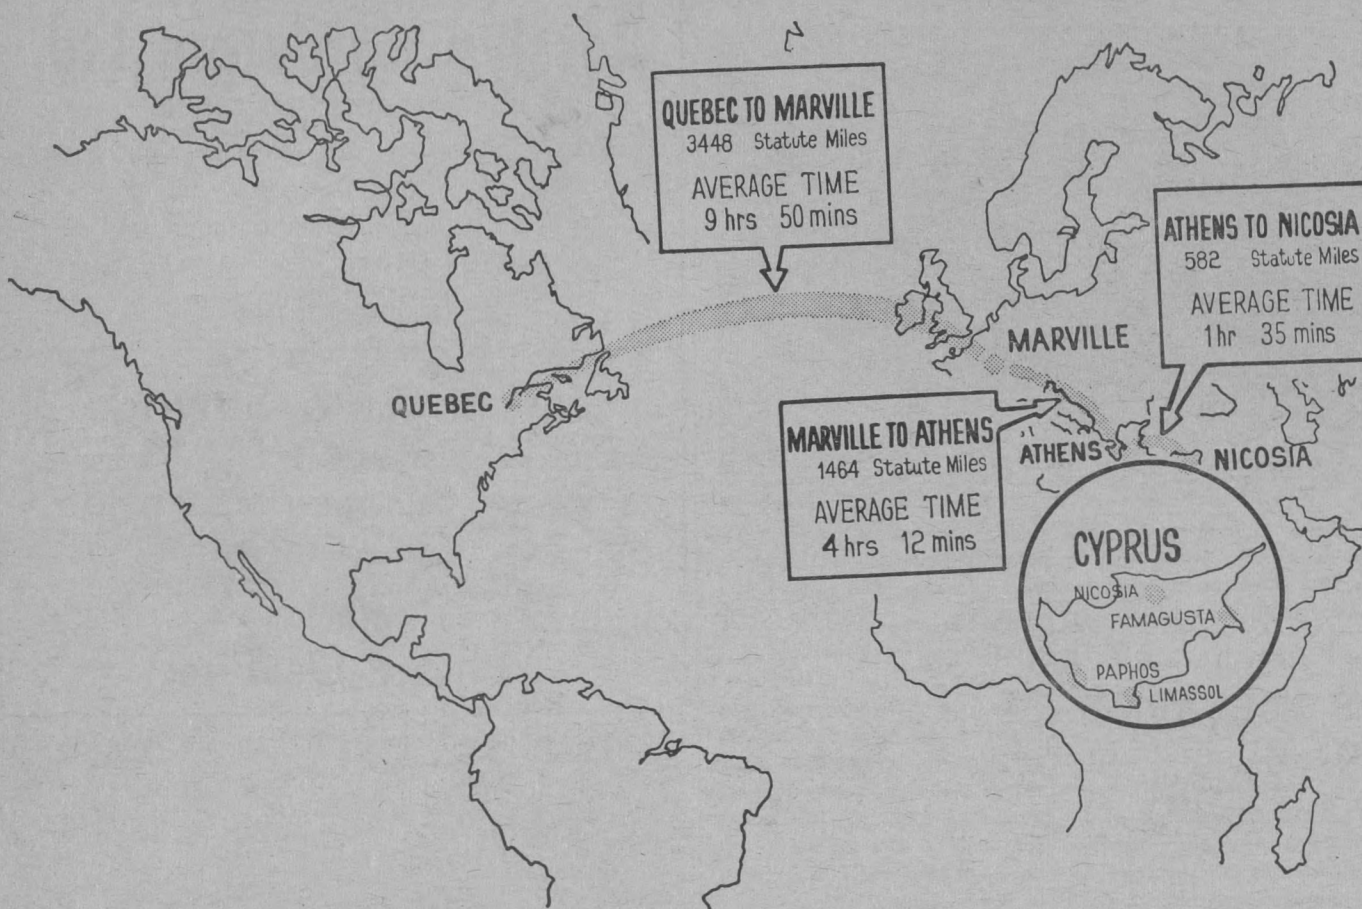 QUEBEC TO MARVILLE
3448 Statute Miles
AVERAGE TIME
9 hrs 50 mins
ATHENS TO NICOSIA
582 Statute Miles
AVERAGE TIME
1 hr 35 mins
MARVILLE
QUEBEC
MARVILLE TO ATHENS
1464 Statute Miles
AVERAGE TIME
4 hrs 12 mins
ATHENS
NICOSIA
CYPRUS
NICOSIA
FAMAGUSTA
PAPHOS
LIMASSOL